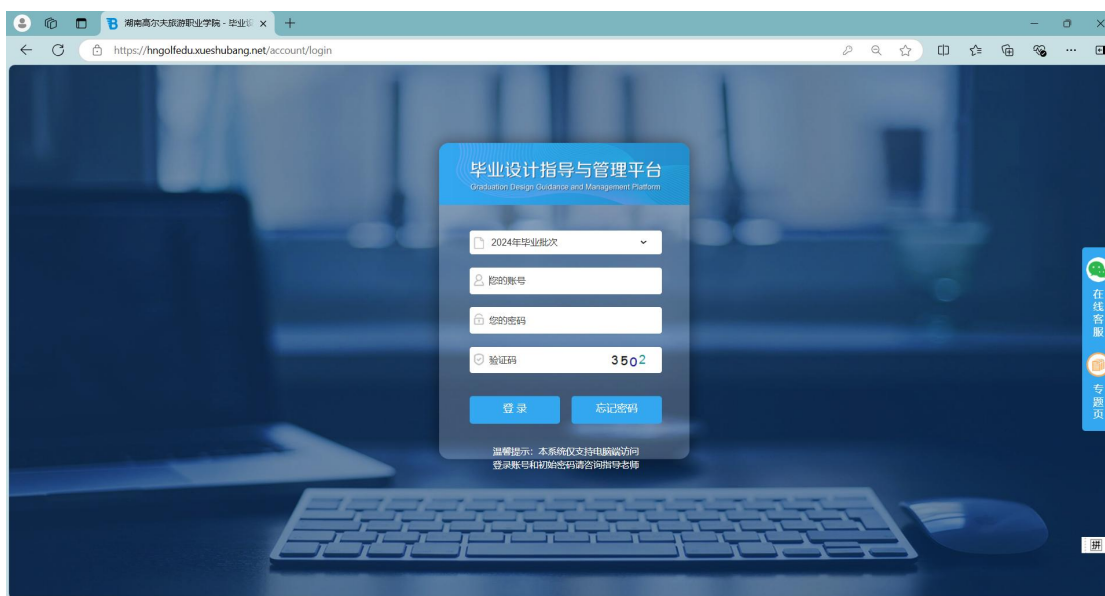 湖南高尔夫旅游职业学院 - 毕业设
https://hngolfedu.xueshubang.net/account/login
毕业设计指导与管理平台
Graduation Design Guidance and Management Platform
2024年毕业批次
您的账号
您的密码
验证码 3502
登录 忘记密码
温馨提示：本系统仅支持电脑端访问
登录账号和初始密码请咨询指导老师
在线客服
专题页
拼